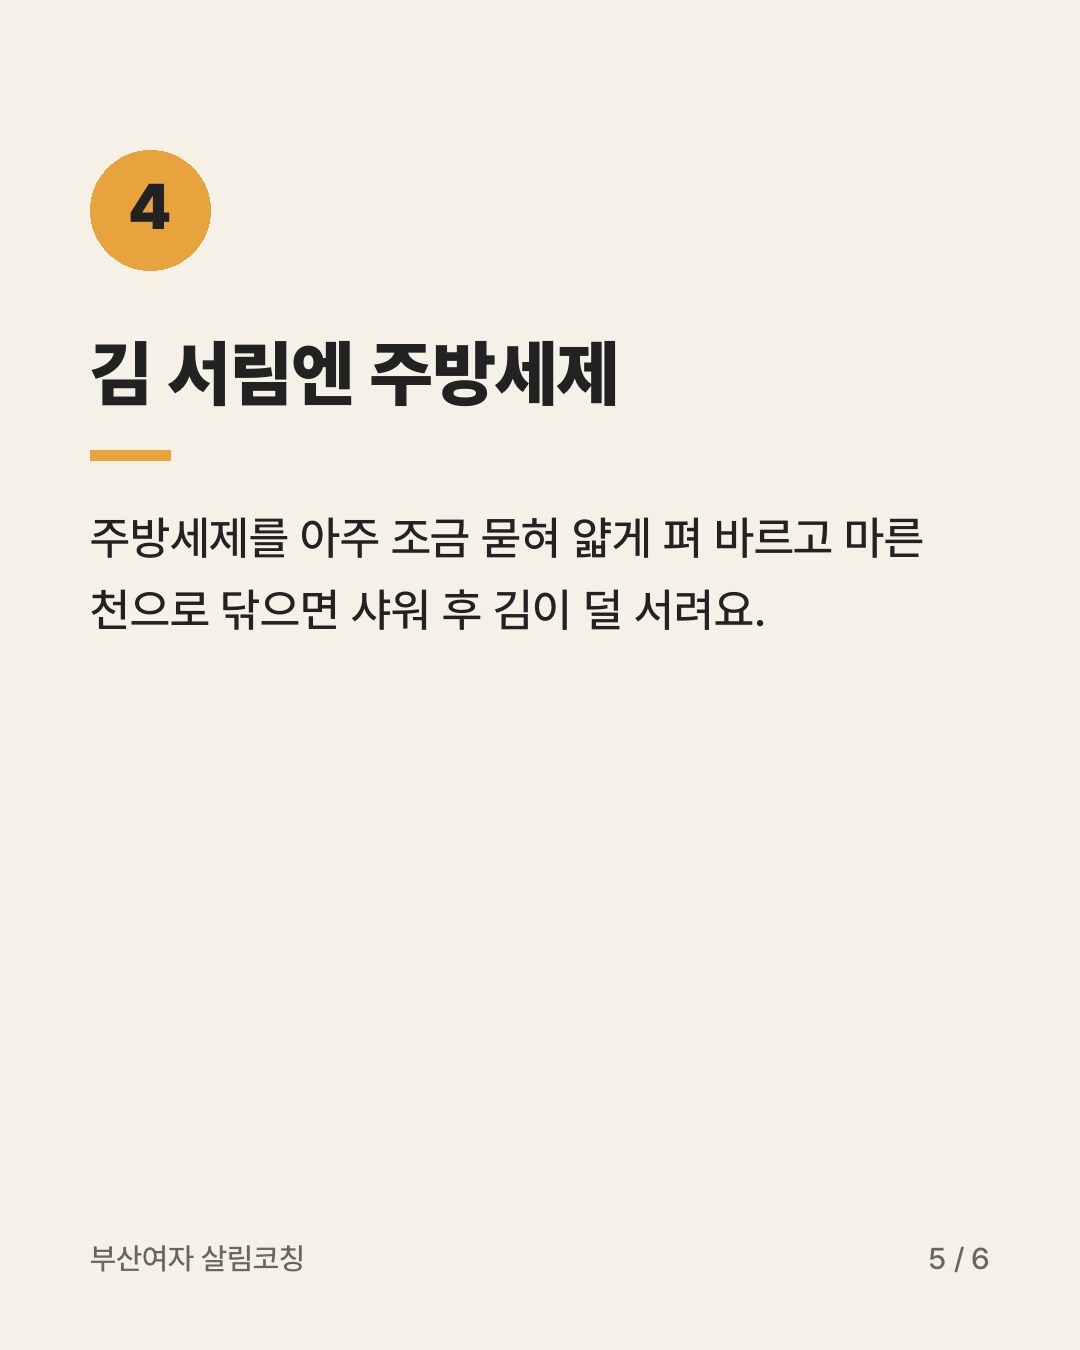 4
김 서림엔 주방세제
주방세제를 아주 조금 묻혀 얇게 펴 바르고 마른
천으로 닦으면 샤워 후 김이 덜 서려요.
부산여자 살림코칭
5 / 6